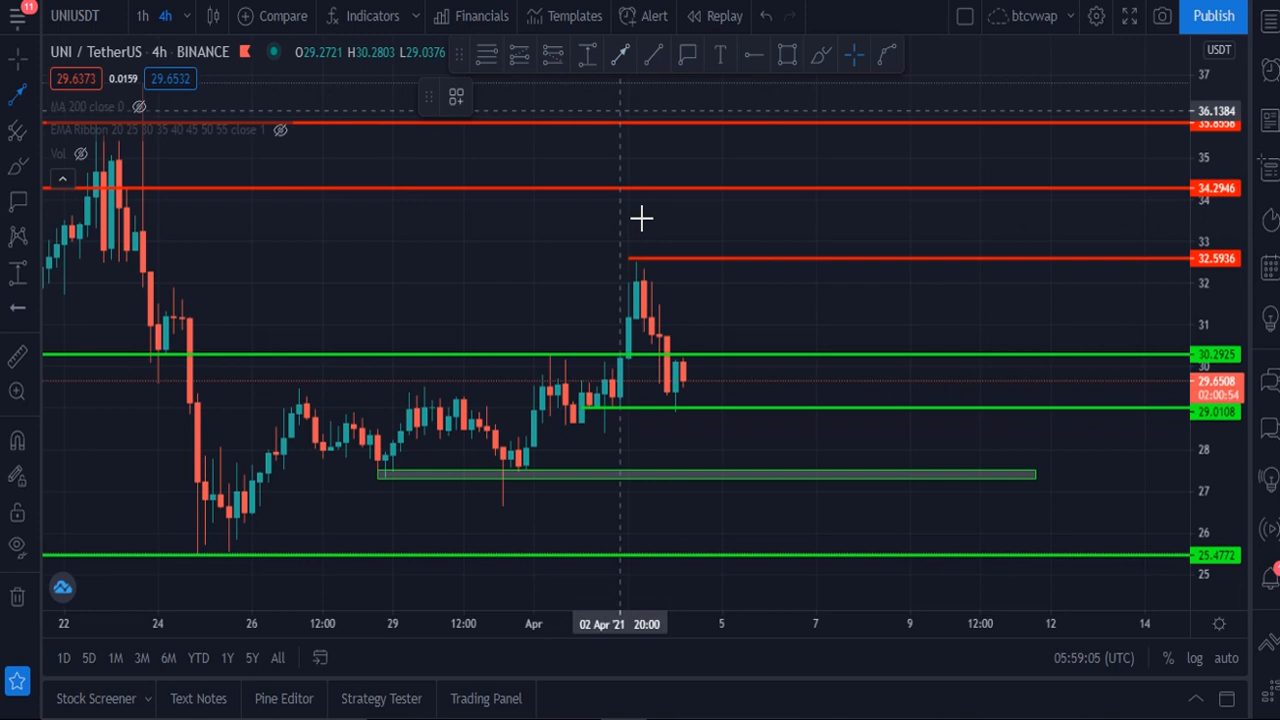 11
UNIUSDT 1h 4h Compare Indicators Financials Templates Alert Replay btcvwap Publish
UNI / TetherUS · 4h · BINANCE O29.2721 H30.2803 L29.0376
USDT
29.6373 0.0159 29.6532
MA 200 close 0
EMA Ribbon 20 25 30 35 40 45 50 55 close 1
Vol
37
36.1384
35
34.2946
34
33
32.5936
32
31
30.2925
30
29.6508
02:00:54
29.0108
28
27
26
25.4772
25
22 24 26 12:00 29 12:00 Apr 02 Apr '21 20:00 5 7 9 12:00 12 14
1D 5D 1M 3M 6M YTD 1Y 5Y All 05:59:05 (UTC) % log auto
Stock Screener Text Notes Pine Editor Strategy Tester Trading Panel